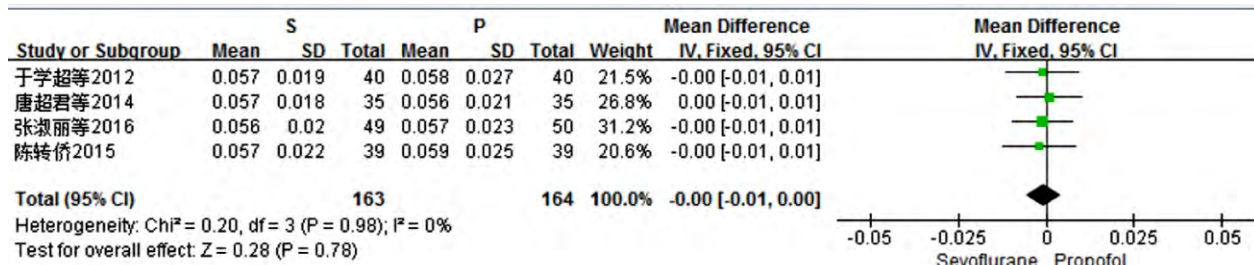 S P Mean Difference Mean Difference
Study or Subgroup Mean SD Total Mean SD Total Weight IV, Fixed, 95% CI IV, Fixed, 95% CI
于学超等2012 0.057 0.019 40 0.058 0.027 40 21.5% -0.00 [-0.01, 0.01]
唐超君等2014 0.057 0.018 35 0.056 0.021 35 26.8% 0.00 [-0.01, 0.01]
张淑丽等2016 0.056 0.02 49 0.057 0.023 50 31.2% -0.00 [-0.01, 0.01]
陈转侨2015 0.057 0.022 39 0.059 0.025 39 20.6% -0.00 [-0.01, 0.01]
Total (95% CI) 163 164 100.0% -0.00 [-0.01, 0.00]
Heterogeneity: Chi² = 0.20, df = 3 (P = 0.98); I² = 0%
Test for overall effect: Z = 0.28 (P = 0.78)
-0.05 -0.025 0 0.025 0.05
Sevoflurane Propofol